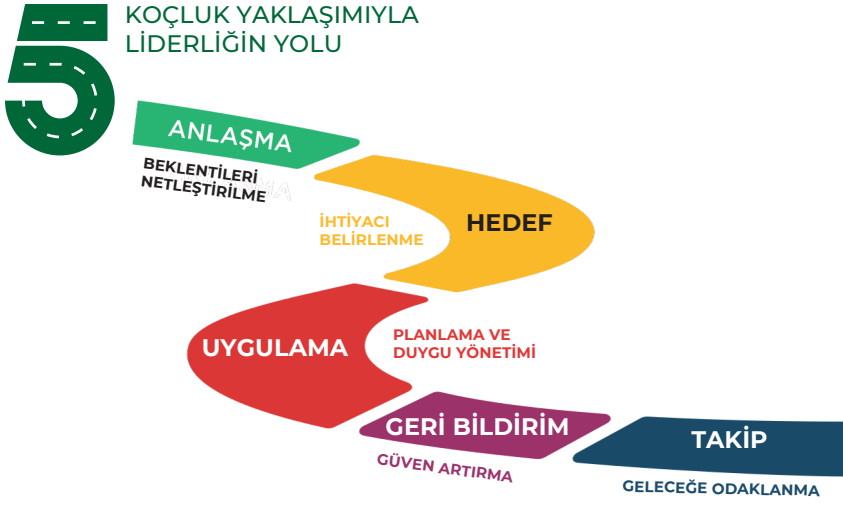 5
KOÇLUK YAKLAŞIMIYLA
LİDERLİĞİN YOLU
ANLAŞMA
BEKLENTİLERİ
NETLEŞTİRİLME
İHTİYACI
BELİRLENME
HEDEF
UYGULAMA
PLANLAMA VE
DUYGU YÖNETİMİ
GERİ BİLDİRİM
GÜVEN ARTIRMA
TAKİP
GELECEĞE ODAKLANMA